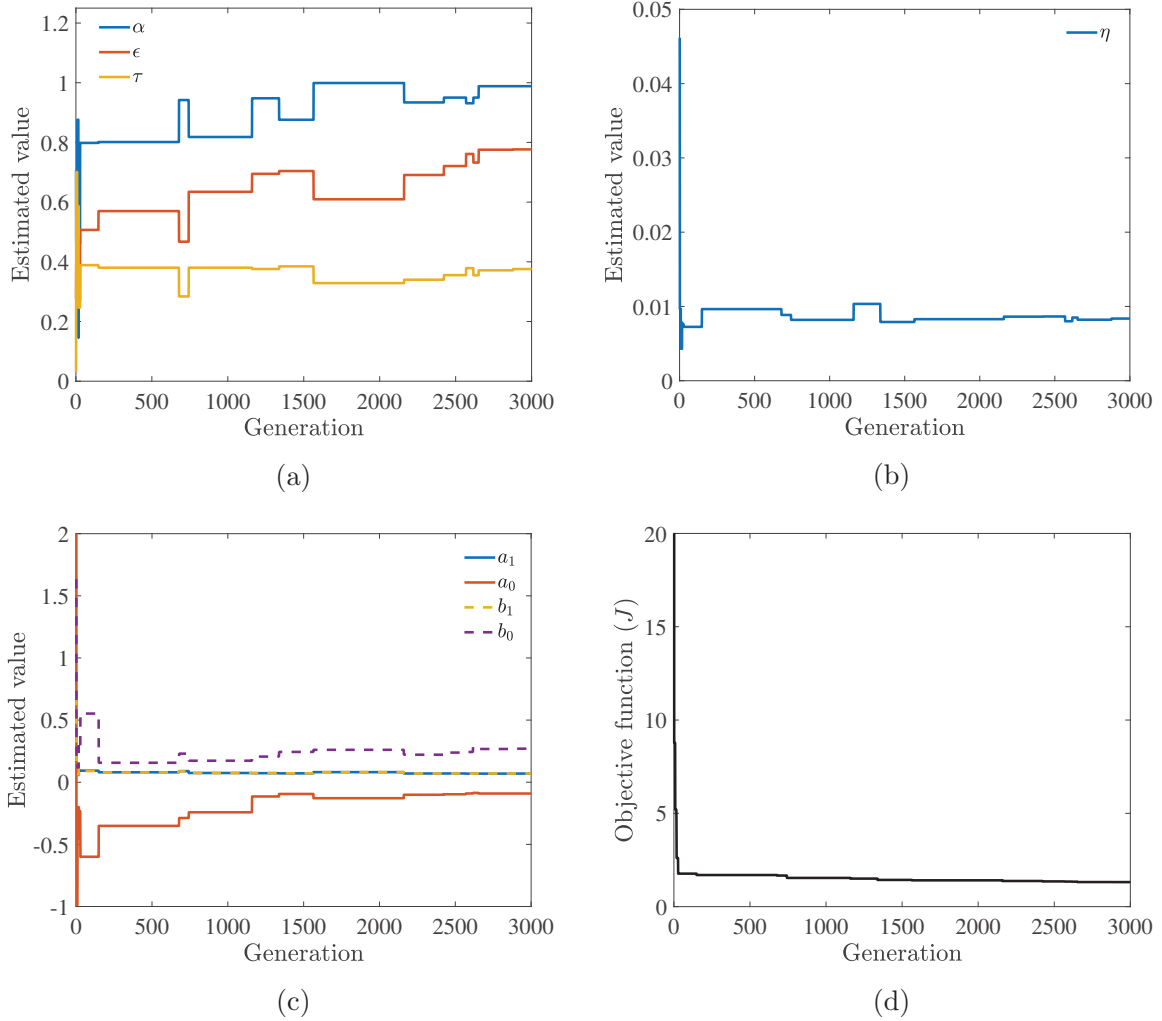 1.2
1
0.8
0.6
0.4
0.2
0
α
ϵ
τ
Estimated value
0 500 1000 1500 2000 2500 3000
Generation
(a)
0.05
0.04
0.03
0.02
0.01
0
η
Estimated value
0 500 1000 1500 2000 2500 3000
Generation
(b)
2
1.5
1
0.5
0
-0.5
-1
a₁
a₀
b₁
b₀
Estimated value
0 500 1000 1500 2000 2500 3000
Generation
(c)
20
15
10
5
0
Objective function (J)
0 500 1000 1500 2000 2500 3000
Generation
(d)